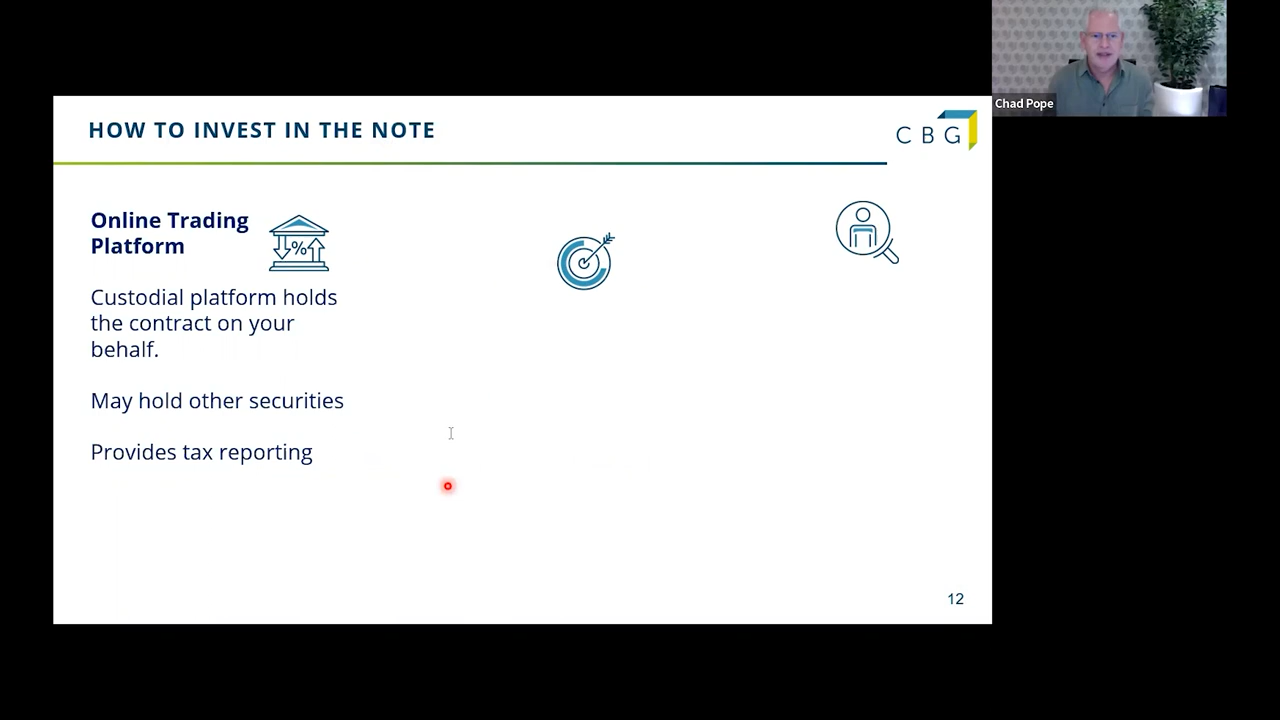 Chad Pope
HOW TO INVEST IN THE NOTE
CBG
Online Trading
Platform
%
Custodial platform holds
the contract on your
behalf.
May hold other securities
Provides tax reporting
12